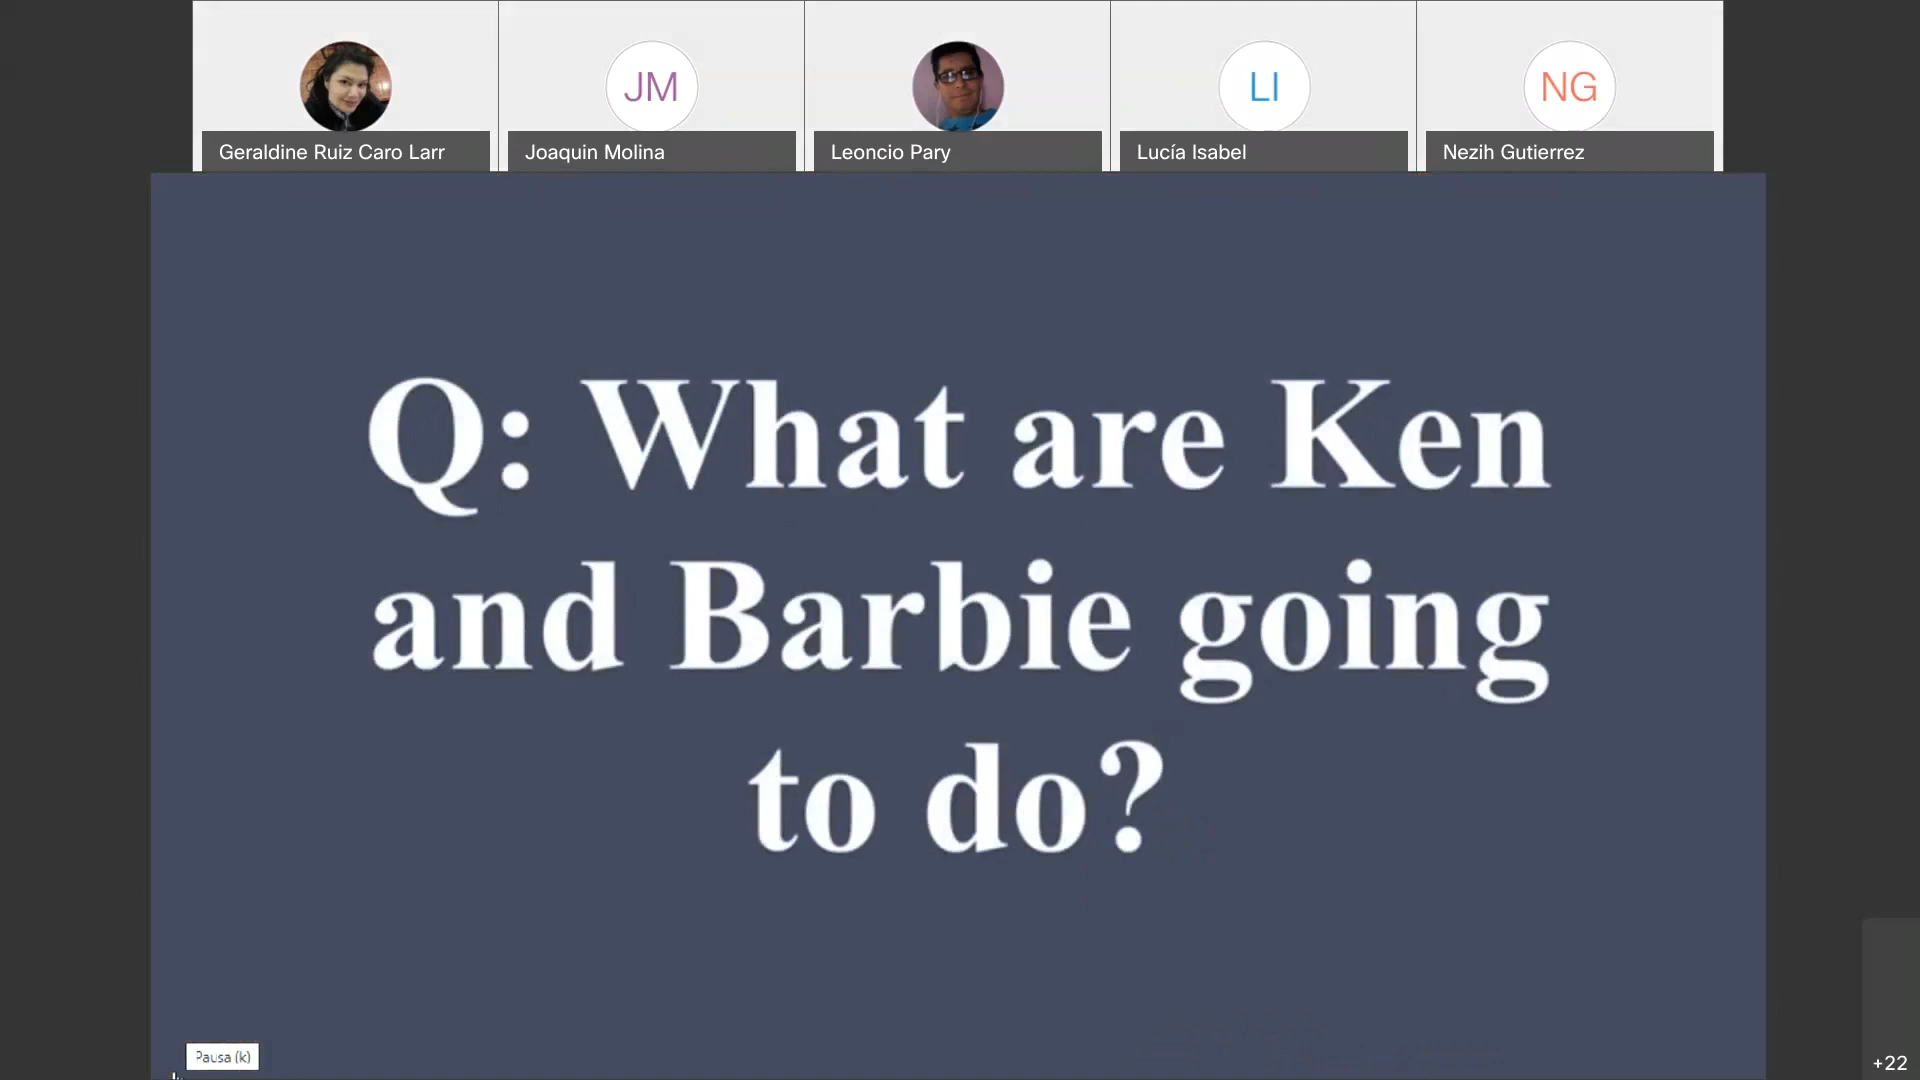 JM
LI
NG
Geraldine Ruiz Caro Larr
Joaquin Molina
Leoncio Pary
Lucía Isabel
Nezih Gutierrez
Q: What are Ken
and Barbie going
to do?
Pausa (k)
+22